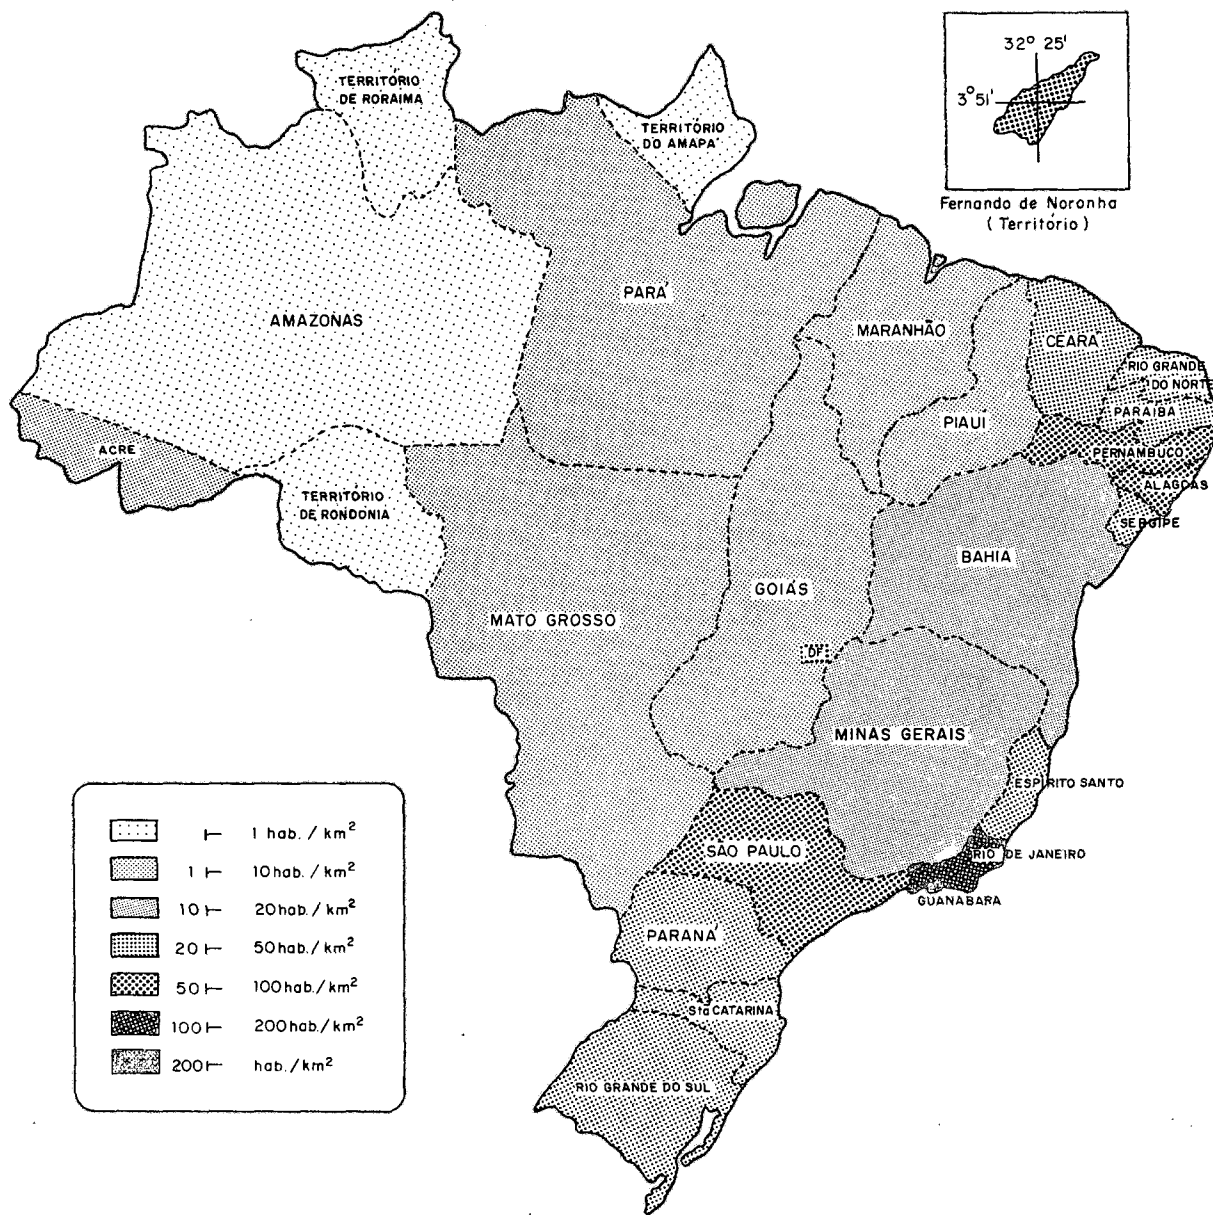 32º 25'
3º51'
Fernando de Noronha
(Território)
TERRITÓRIO
DE RORAIMA
TERRITÓRIO
DO AMAPÁ
AMAZONAS
PARÁ
MARANHÃO
CEARÁ
RIO GRANDE
DO NORTE
PARAÍBA
PIAUÍ
PERNAMBUCO
ALAGOAS
SERGIPE
ACRE
TERRITÓRIO
DE RONDONIA
BAHIA
GOIÁS
MATO GROSSO
DF
MINAS GERAIS
ESPÍRITO SANTO
SÃO PAULO
RIO DE JANEIRO
GUANABARA
PARANÁ
Sta CATARINA
RIO GRANDE DO SUL
⊢ 1 hab./km²
1 ⊢ 10 hab./km²
10 ⊢ 20 hab./km²
20 ⊢ 50 hab./km²
50 ⊢ 100 hab./km²
100 ⊢ 200 hab./km²
200 ⊢ hab./km²